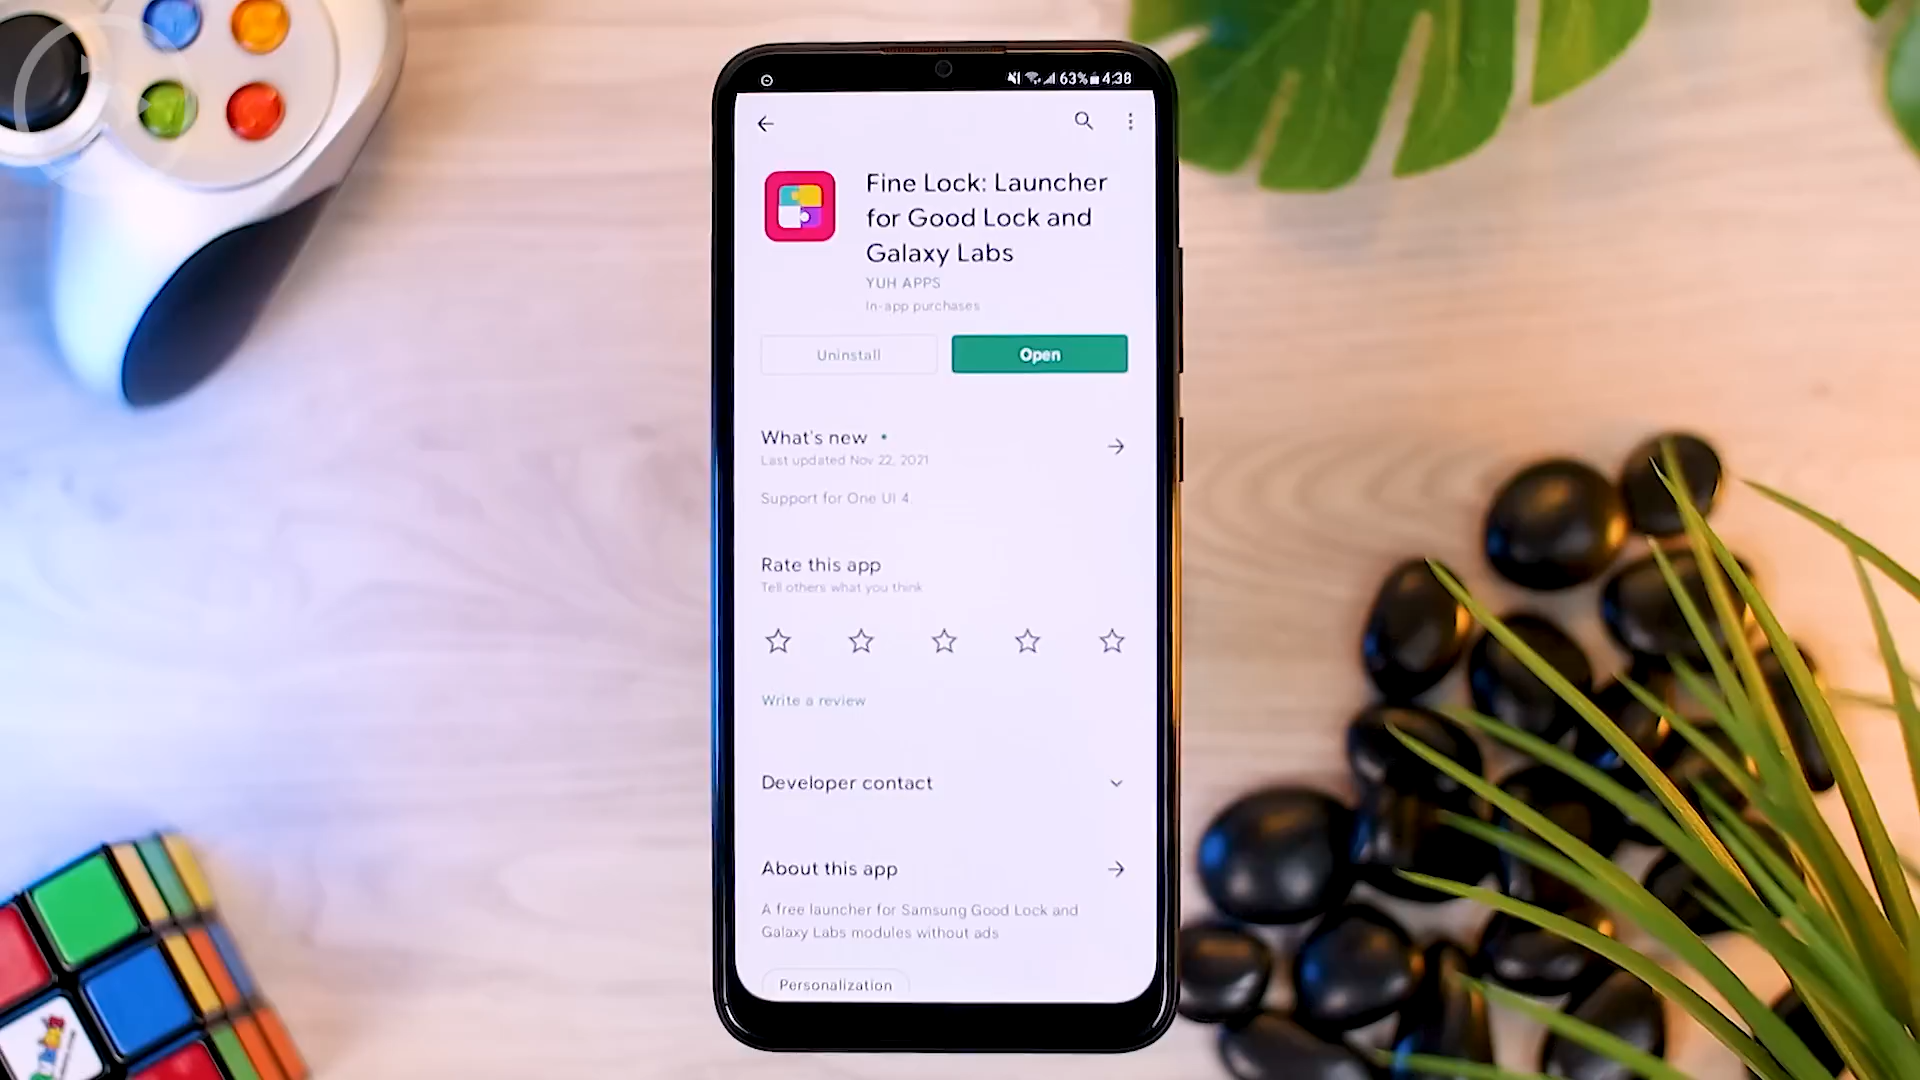 63% 4:38
Fine Lock: Launcher
for Good Lock and
Galaxy Labs
YUH APPS
In-app purchases
Uninstall
Open
What's new
Last updated Nov 22, 2021
Support for One UI 4
Rate this app
Tell others what you think
Write a review
Developer contact
About this app
A free launcher for Samsung Good Lock and
Galaxy Labs modules without ads
Personalization